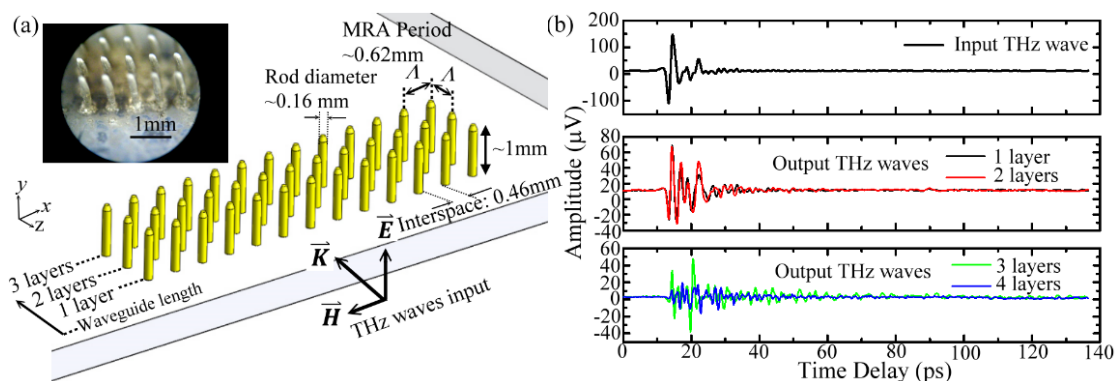 (a)
1mm
MRA Period
~0.62mm
Rod diameter
~0.16 mm
Λ Λ
~1mm
Interspace: 0.46mm
y
x
z
3 layers
2 layers
1 layer
Waveguide length
E
K
H
THz waves input
(b)
200
100
0
100
Input THz wave
80
60
40
20
0
-20
-40
Output THz waves
1 layer
2 layers
60
40
20
0
-20
-40
Output THz waves
3 layers
4 layers
Amplitude (μV)
0 20 40 60 80 100 120 140
Time Delay (ps)